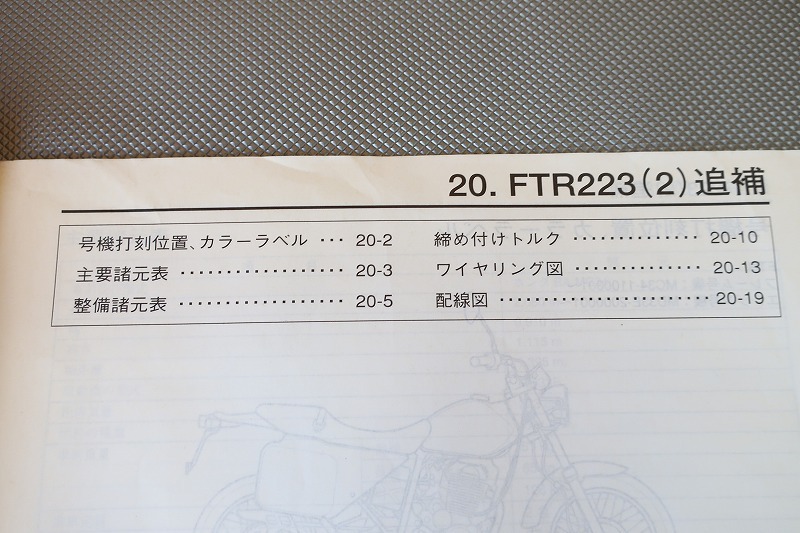 20. FTR223(2)追補
号機打刻位置、カラーラベル ··· 20-2
主要諸元表 ················· 20-3
整備諸元表 ················· 20-5
締め付けトルク ············· 20-10
ワイヤリング図 ············· 20-13
配線図 ······················ 20-19